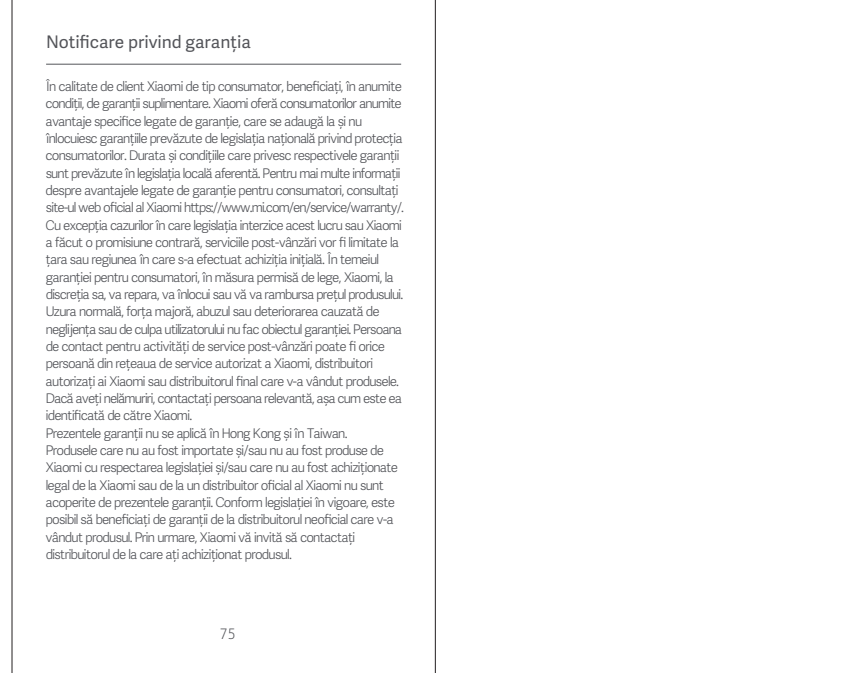 Notificare privind garanția
În calitate de client Xiaomi de tip consumator, beneficiați, în anumite
condiții, de garanții suplimentare. Xiaomi oferă consumatorilor anumite
avantaje specifice legate de garanție, care se adaugă la și nu
înlocuiesc garanțiile prevăzute de legislația națională privind protecția
consumatorilor. Durata și condițiile care privesc respectivele garanții
sunt prevăzute în legislația locală aferentă. Pentru mai multe informații
despre avantajele legate de garanție pentru consumatori, consultați
site-ul web oficial al Xiaomi https://www.mi.com/en/service/warranty/.
Cu excepția cazurilor în care legislația interzice acest lucru sau Xiaomi
a făcut o promisiune contrară, serviciile post-vânzări vor fi limitate la
țara sau regiunea în care s-a efectuat achiziția inițială. În temeiul
garanției pentru consumatori, în măsura permisă de lege, Xiaomi, la
discreția sa, va repara, va înlocui sau vă va rambursa prețul produsului.
Uzura normală, forța majoră, abuzul sau deteriorarea cauzată de
neglijența sau de culpa utilizatorului nu fac obiectul garanției. Persoana
de contact pentru activități de service post-vânzări poate fi orice
persoană din rețeaua de service autorizat a Xiaomi, distribuitori
autorizați ai Xiaomi sau distribuitorul final care v-a vândut produsele.
Dacă aveți nelămuriri, contactați persoana relevantă, așa cum este ea
identificată de către Xiaomi.
Prezentele garanții nu se aplică în Hong Kong și în Taiwan.
Produsele care nu au fost importate și/sau nu au fost produse de
Xiaomi cu respectarea legislației și/sau care nu au fost achiziționate
legal de la Xiaomi sau de la un distribuitor oficial al Xiaomi nu sunt
acoperite de prezentele garanții. Conform legislației în vigoare, este
posibil să beneficiați de garanții de la distribuitorul neoficial care v-a
vândut produsul. Prin urmare, Xiaomi vă invită să contactați
distribuitorul de la care ați achiziționat produsul.
75